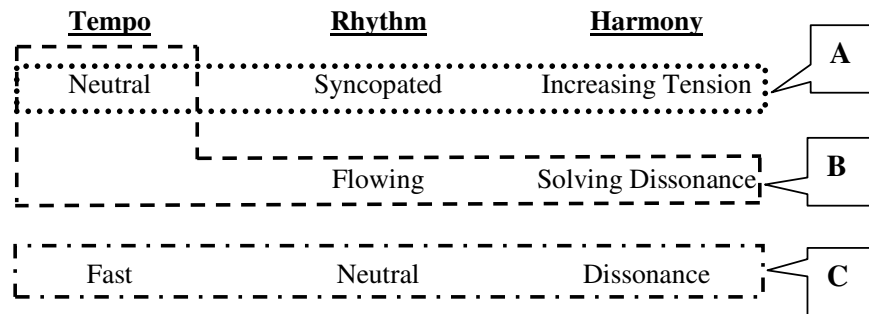 Tempo Rhythm Harmony
Neutral Syncopated Increasing Tension A
Flowing Solving Dissonance B
Fast Neutral Dissonance C